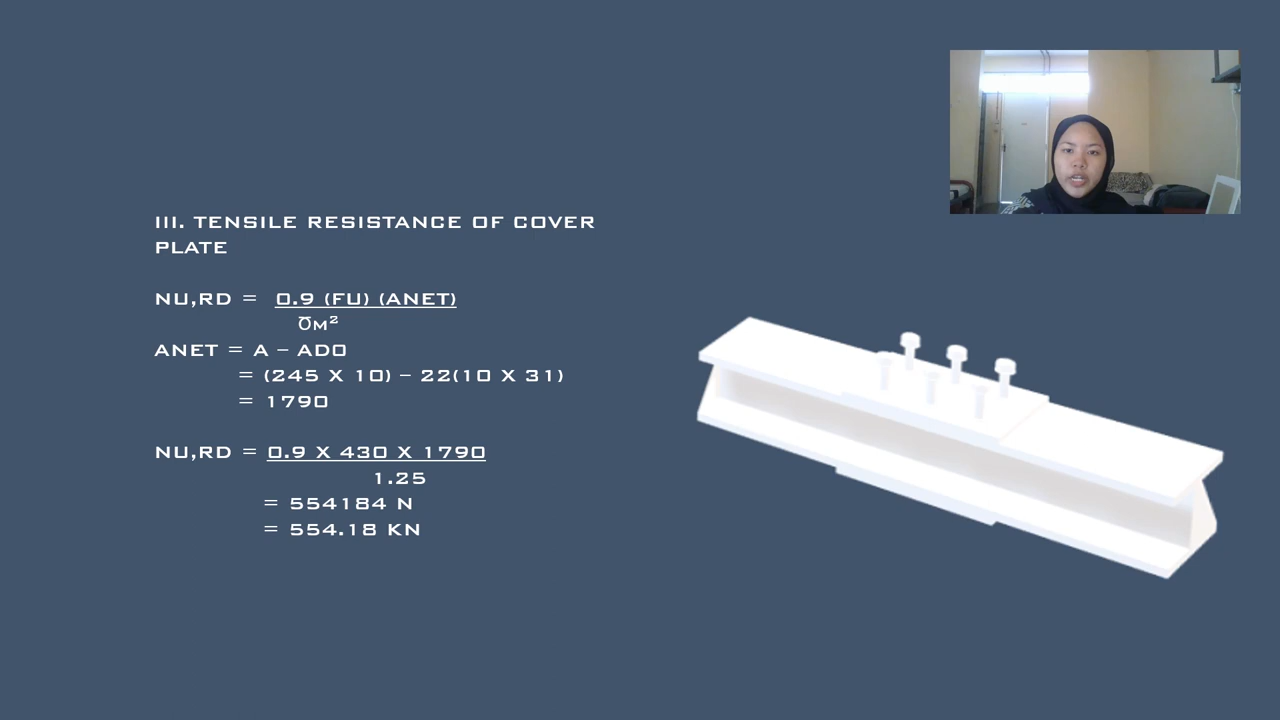 III. TENSILE RESISTANCE OF COVER
PLATE
NU,RD = 0.9 (FU) (ANET)
ƠM²
ANET = A – AD0
= (245 X 10) – 22(10 X 31)
= 1790
NU,RD = 0.9 X 430 X 1790
1.25
= 554184 N
= 554.18 KN